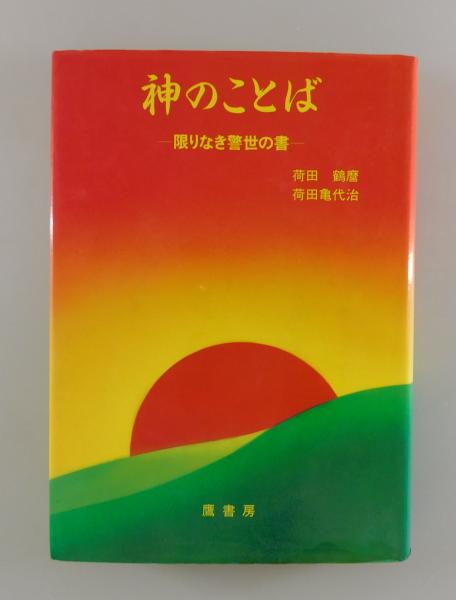 神のことば
―限りなき警世の書―
荷田　鶴麿
荷田亀代治
鷹書房